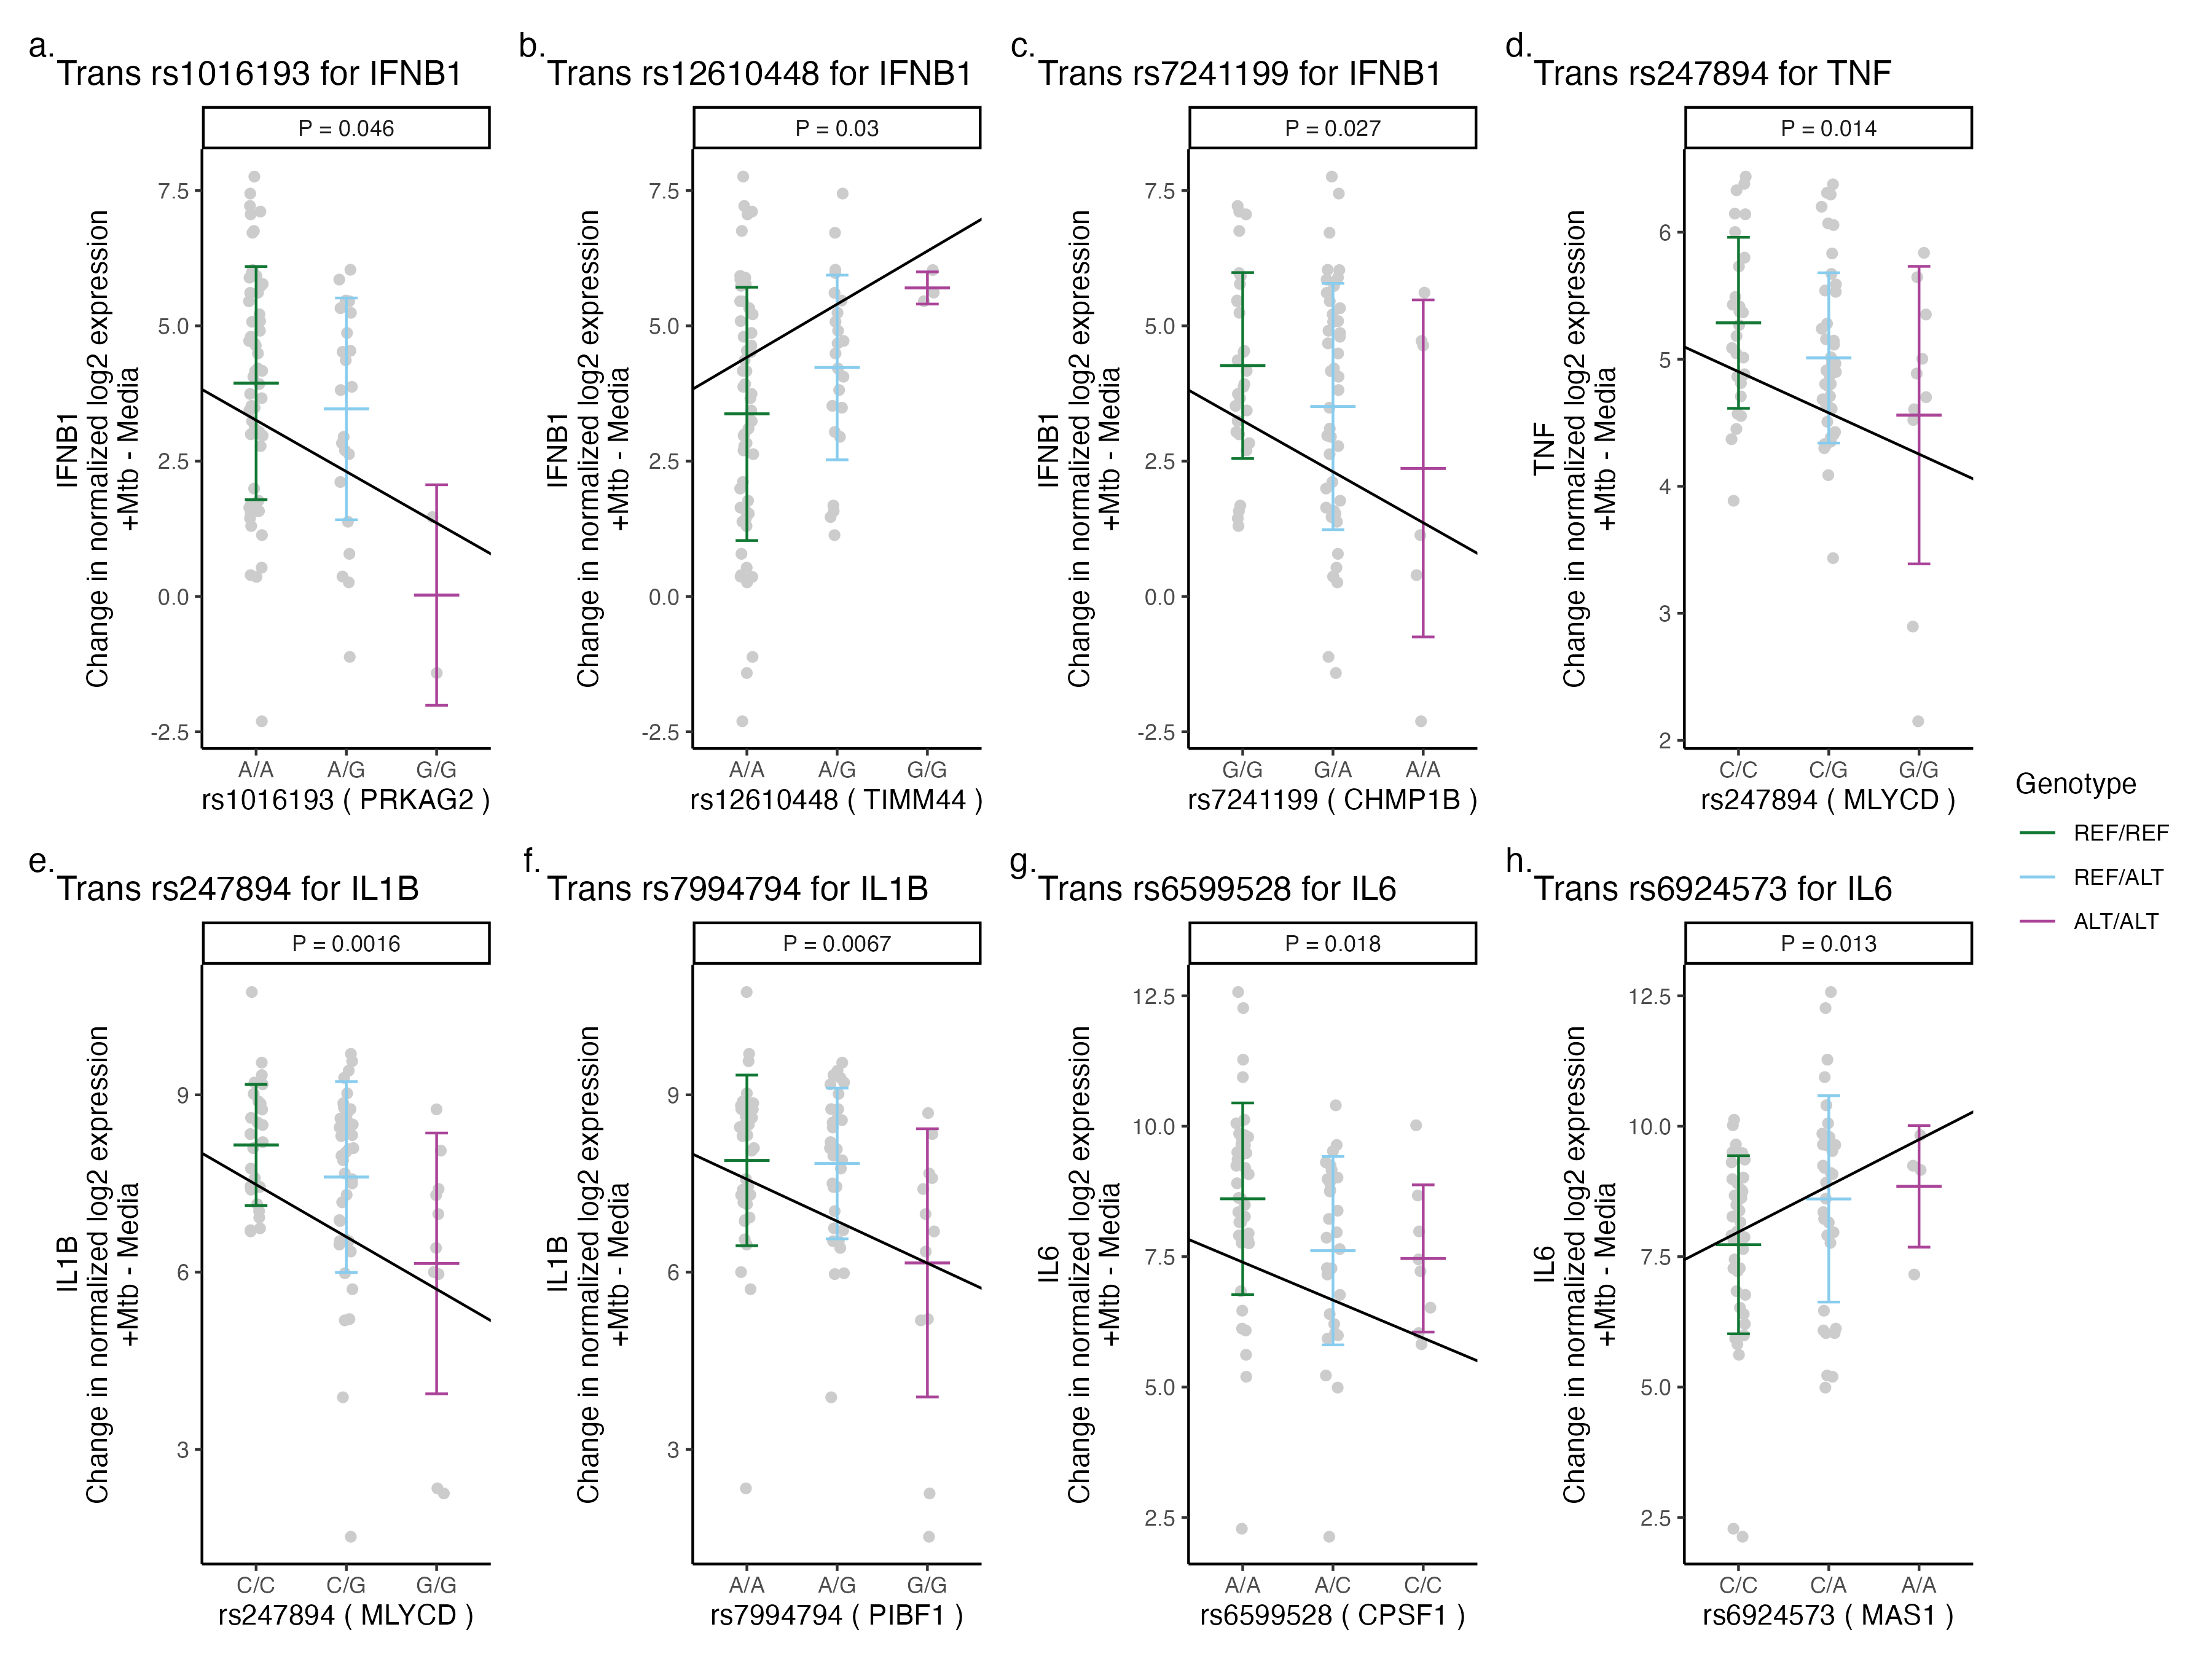 a.
Trans rs1016193 for IFNB1
P = 0.046
IFNB1
Change in normalized log2 expression
+Mtb - Media
7.5
5.0
2.5
0.0
-2.5
A/A A/G G/G
rs1016193 ( PRKAG2 )
b.
Trans rs12610448 for IFNB1
P = 0.03
IFNB1
Change in normalized log2 expression
+Mtb - Media
7.5
5.0
2.5
0.0
-2.5
A/A A/G G/G
rs12610448 ( TIMM44 )
c.
Trans rs7241199 for IFNB1
P = 0.027
IFNB1
Change in normalized log2 expression
+Mtb - Media
7.5
5.0
2.5
0.0
-2.5
G/G G/A A/A
rs7241199 ( CHMP1B )
d.
Trans rs247894 for TNF
P = 0.014
TNF
Change in normalized log2 expression
+Mtb - Media
6
5
4
3
2
C/C C/G G/G
rs247894 ( MLYCD )
Genotype
REF/REF
REF/ALT
ALT/ALT
e.
Trans rs247894 for IL1B
P = 0.0016
IL1B
Change in normalized log2 expression
+Mtb - Media
9
6
3
C/C C/G G/G
rs247894 ( MLYCD )
f.
Trans rs7994794 for IL1B
P = 0.0067
IL1B
Change in normalized log2 expression
+Mtb - Media
9
6
3
A/A A/G G/G
rs7994794 ( PIBF1 )
g.
Trans rs6599528 for IL6
P = 0.018
IL6
Change in normalized log2 expression
+Mtb - Media
12.5
10.0
7.5
5.0
2.5
A/A A/C C/C
rs6599528 ( CPSF1 )
h.
Trans rs6924573 for IL6
P = 0.013
IL6
Change in normalized log2 expression
+Mtb - Media
12.5
10.0
7.5
5.0
2.5
C/C C/A A/A
rs6924573 ( MAS1 )